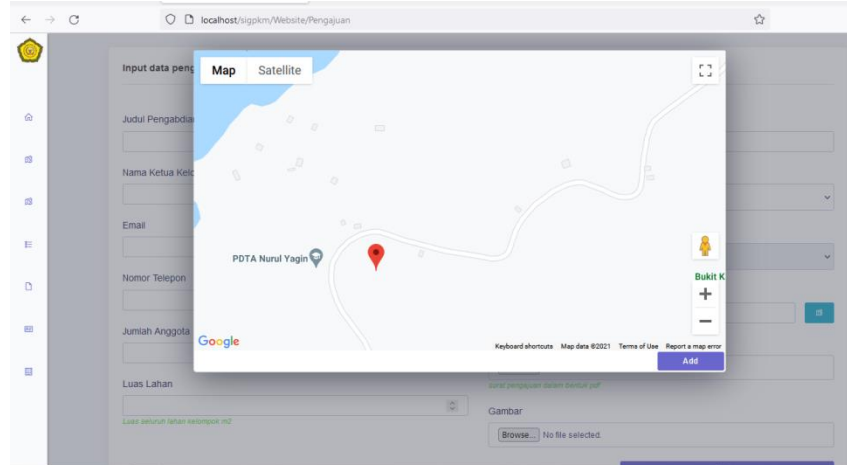 localhost/sigpkm/Website/Pengajuan
Input data peng
Map Satellite
Judul Pengabdia
Nama Ketua Kelo
Email
PDTA Nurul Yaqin
Nomor Telepon
Bukit K
Jumlah Anggota
Google
Keyboard shortcuts Map data ©2021 Terms of Use Report a map error
Add
surat pengajuan dalam bentuk pdf
Luas Lahan
Luas seluruh lahan kelompok m2
Gambar
Browse... No file selected.